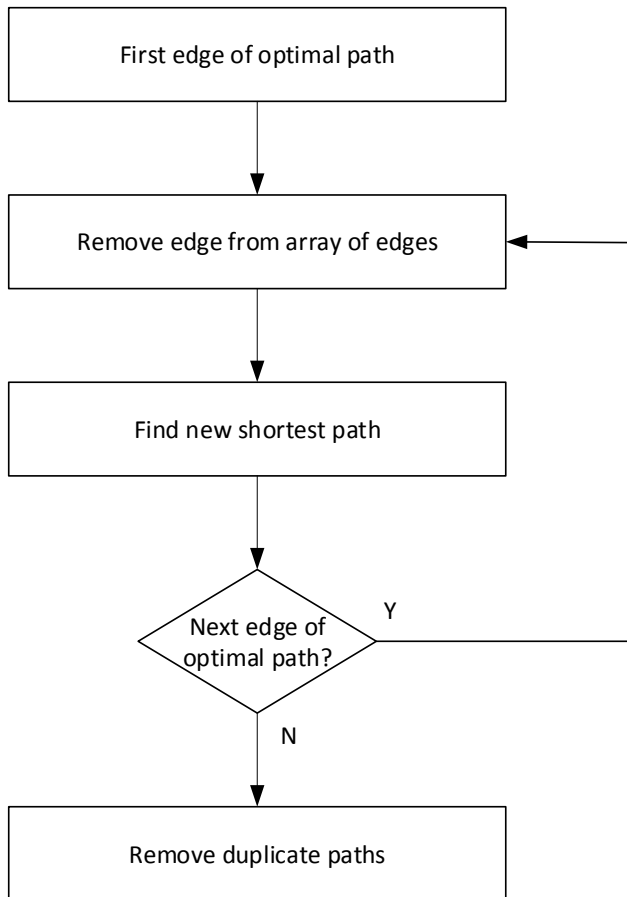 First edge of optimal path
Remove edge from array of edges
Find new shortest path
Next edge of
optimal path?
Y
N
Remove duplicate paths